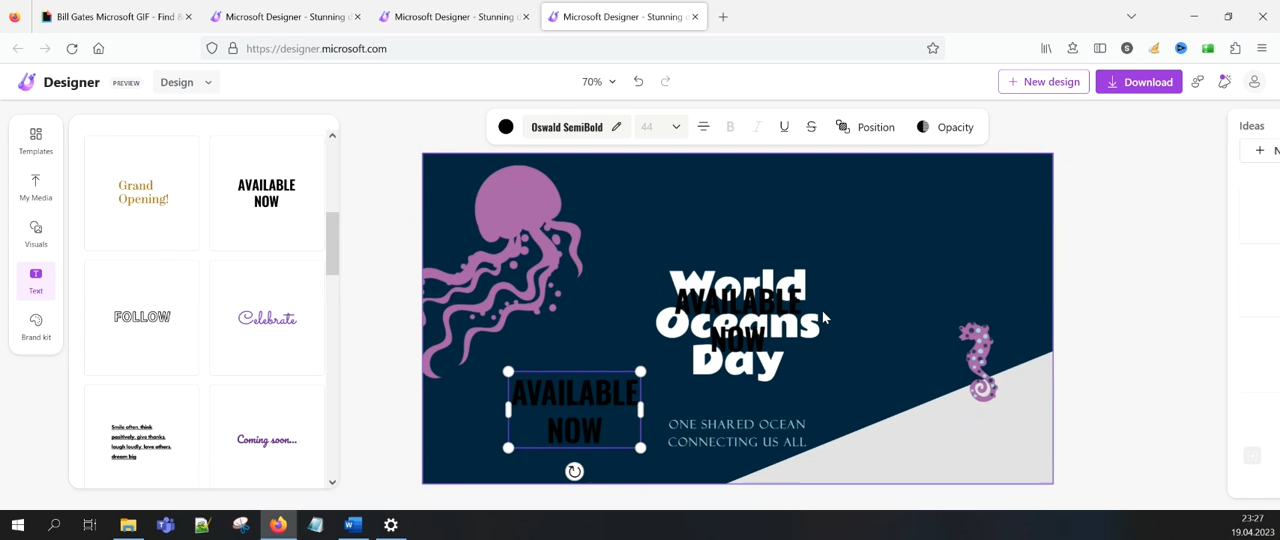 Bill Gates Microsoft GIF - Find &
Microsoft Designer - Stunning d
Microsoft Designer - Stunning d
Microsoft Designer - Stunning d
https://designer.microsoft.com
Designer PREVIEW Design
70%
New design
Download
Templates
My Media
Visuals
Text
Brand kit
Grand
Opening!
AVAILABLE
NOW
FOLLOW
Celebrate
Smile often, think
positively, give thanks,
laugh loudly, love others,
dream big
Coming soon...
Oswald SemiBold
44
B I U S
Position
Opacity
World
AVAILABLE
Oceans
NOW
Day
AVAILABLE
NOW
ONE SHARED OCEAN
CONNECTING US ALL
Ideas
N
23:27
19.04.2023